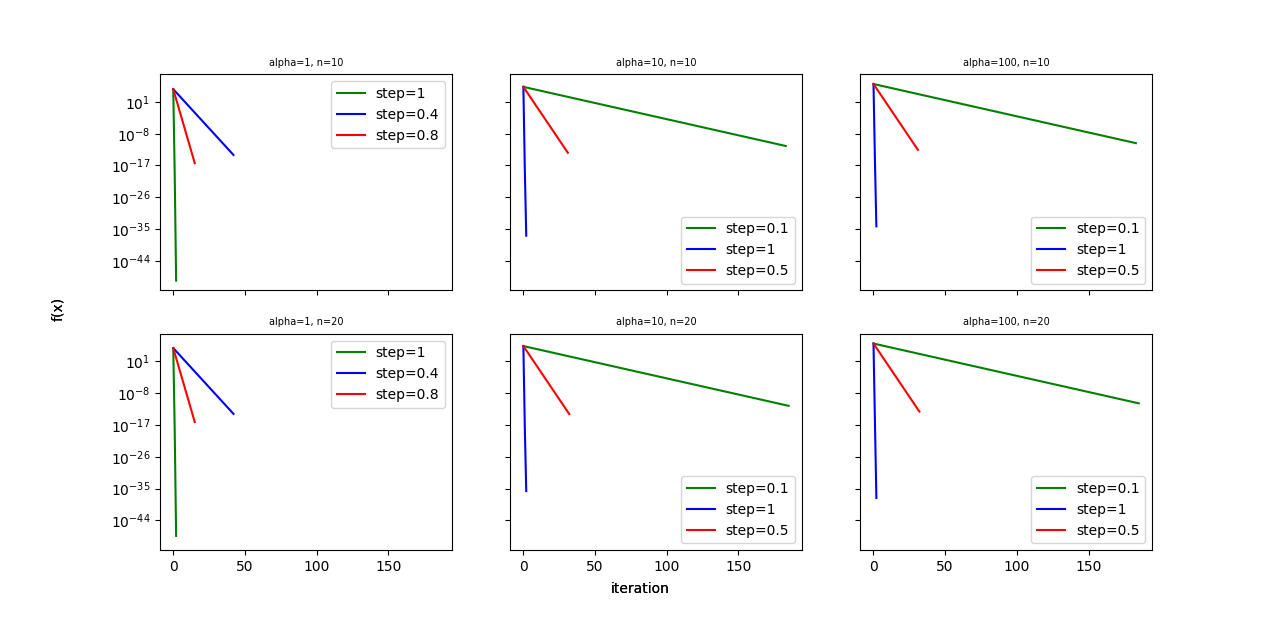 alpha=1, n=10
alpha=10, n=10
alpha=100, n=10
10^1
10^−8
10^−17
10^−26
10^−35
10^−44
step=1
step=0.4
step=0.8
step=0.1
step=1
step=0.5
step=0.1
step=1
step=0.5
f(x)
alpha=1, n=20
alpha=10, n=20
alpha=100, n=20
10^1
10^−8
10^−17
10^−26
10^−35
10^−44
step=1
step=0.4
step=0.8
step=0.1
step=1
step=0.5
step=0.1
step=1
step=0.5
0 50 100 150
0 50 100 150
0 50 100 150
iteration